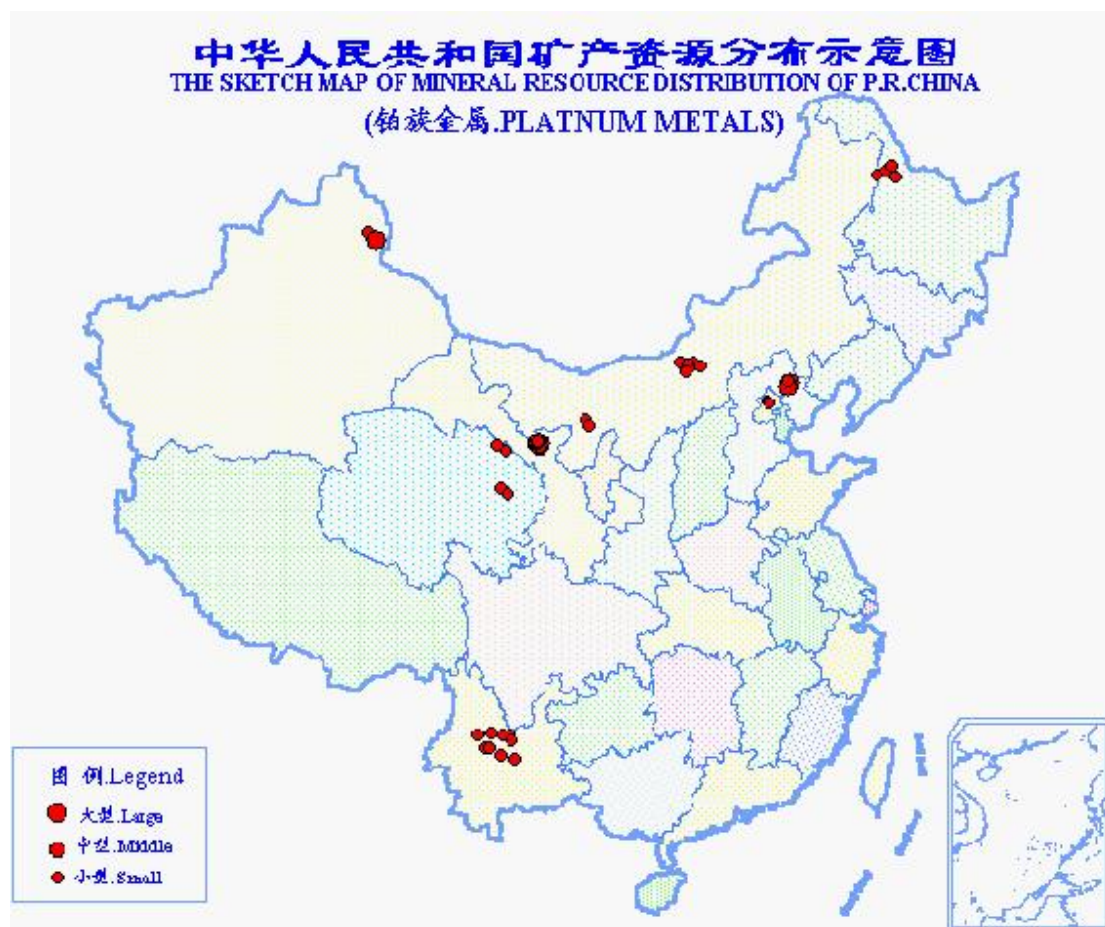 中华人民共和国矿产资源分布示意图
THE SKETCH MAP OF MINERAL RESOURCE DISTRIBUTION OF P.R.CHINA
(铂族金属.PLATNUM METALS)
图 例.Legend
大型.Large
中型.Middle
小型.Small